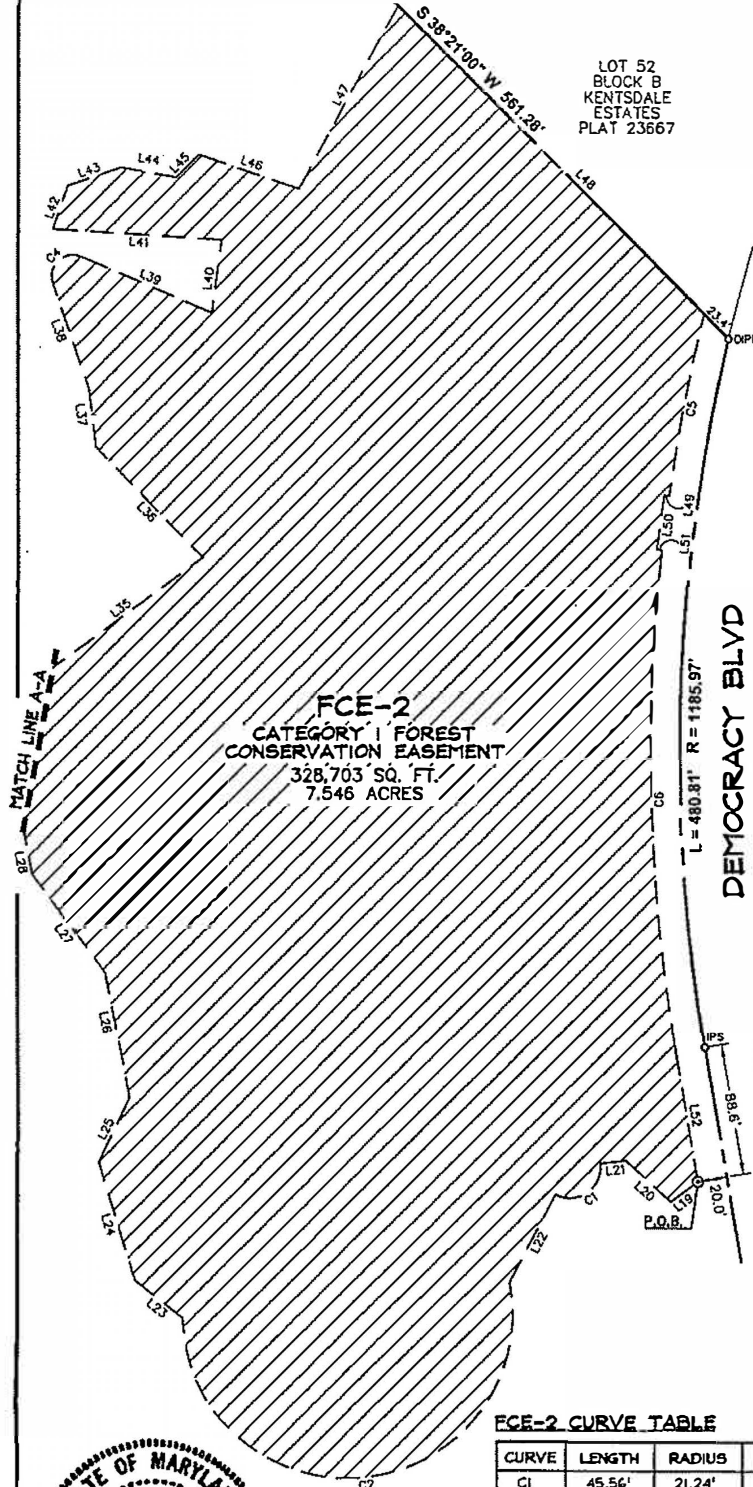 S 38°21'00" W 561.28'
LOT 52
BLOCK B
KENTSDALE
ESTATES
PLAT 23667
L47
L48
L43
L44
L45
L46
L42
L41
C4
L39
L40
L38
L37
L36
L35
23.4'
C5
L49
L50
L51
MATCH LINE A-A
FCE-2
CATEGORY I FOREST
CONSERVATION EASEMENT
328,703 SQ. FT.
7.546 ACRES
C6
L = 480.81' R = 1185.97'
DEMOCRACY BLVD
L28
L27
L26
L25
L24
L23
IPS
88.6'
L52
20.0'
L21
L20
L19
P.O.B.
C1
L22
C2
FCE-2 CURVE TABLE
CURVE LENGTH RADIUS
C1 45.56' 21.24'